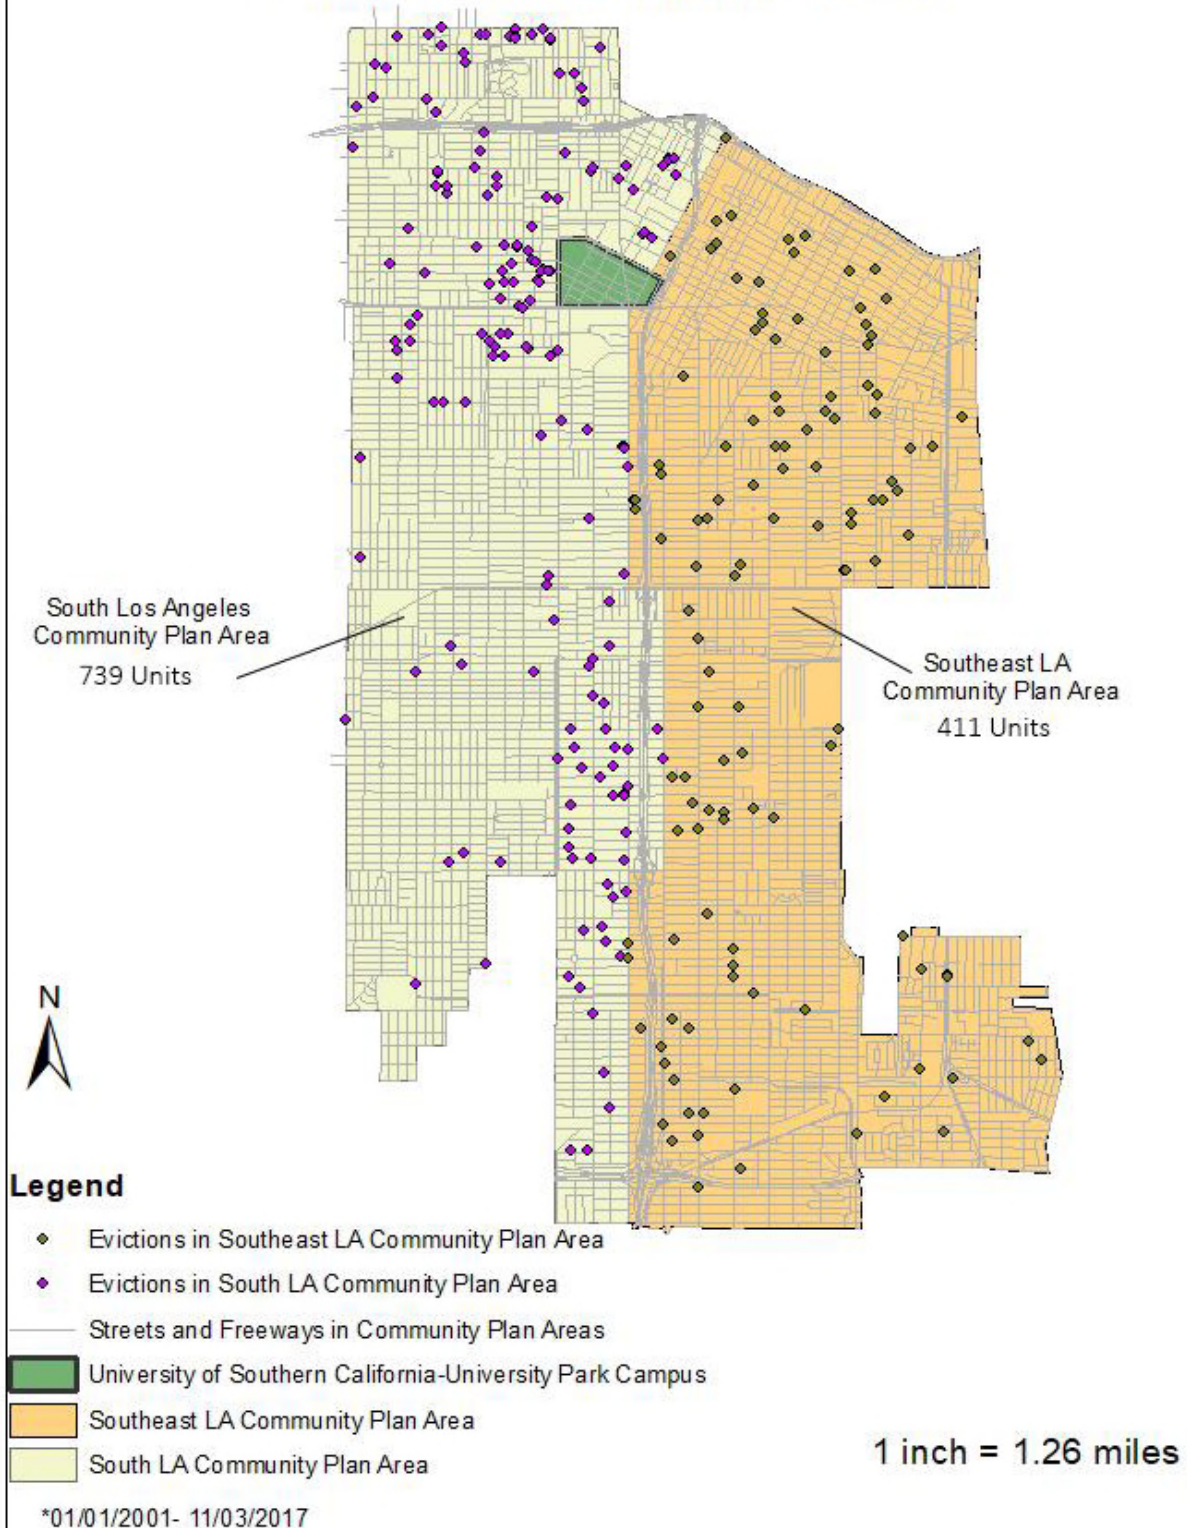 South Los Angeles
Community Plan Area
739 Units
Southeast LA
Community Plan Area
411 Units
N
Legend
Evictions in Southeast LA Community Plan Area
Evictions in South LA Community Plan Area
Streets and Freeways in Community Plan Areas
University of Southern California-University Park Campus
Southeast LA Community Plan Area
South LA Community Plan Area
1 inch = 1.26 miles
*01/01/2001- 11/03/2017